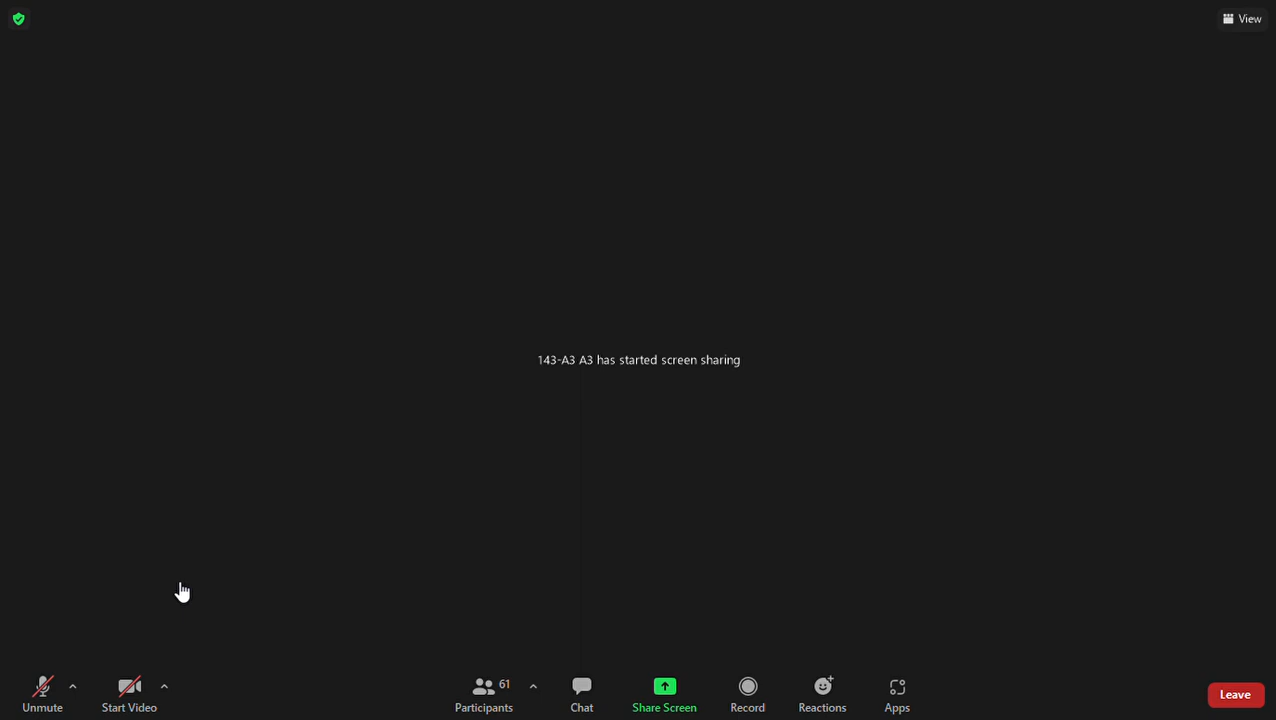 View
143-A3 A3 has started screen sharing
61
Unmute
Start Video
Participants
Chat
Share Screen
Record
Reactions
Apps
Leave